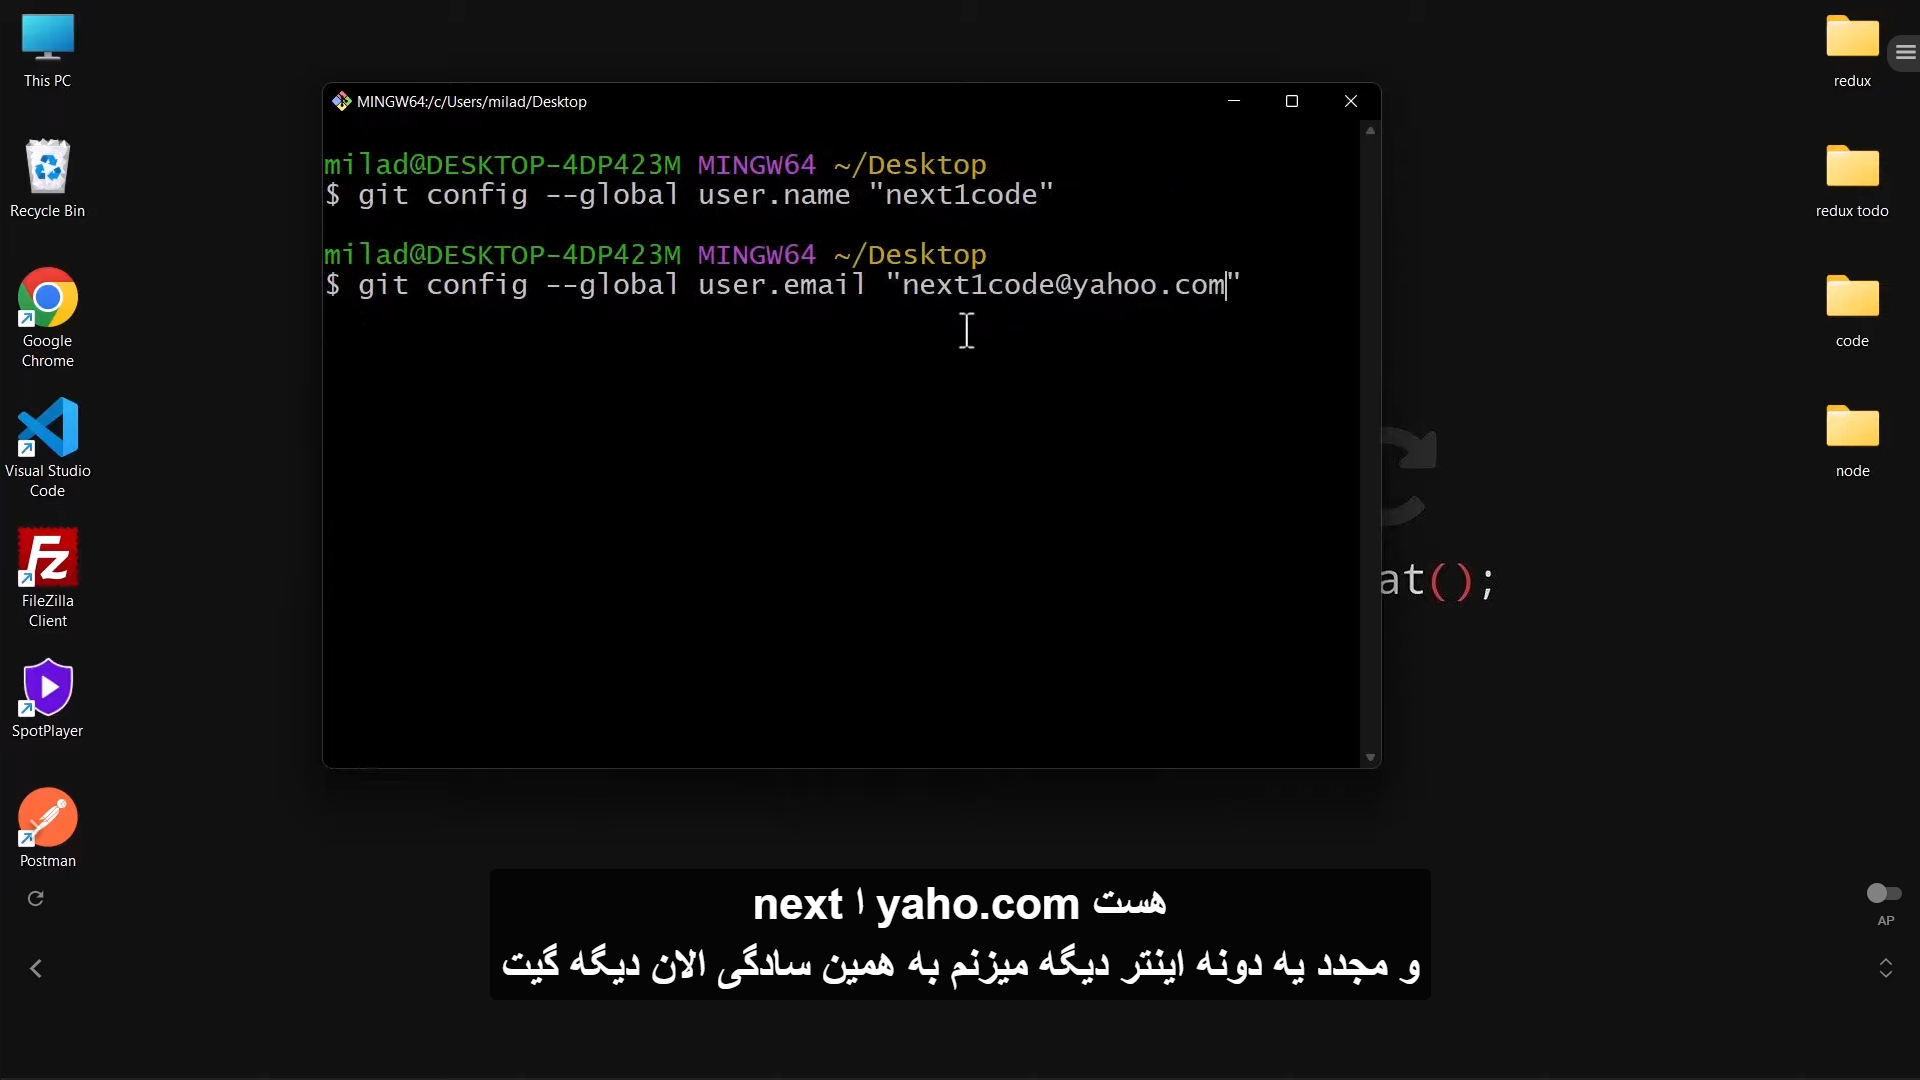 This PC
Recycle Bin
Google
Chrome
Visual Studio
Code
FileZilla
Client
SpotPlayer
Postman
MINGW64:/c/Users/milad/Desktop
milad@DESKTOP-4DP423M MINGW64 ~/Desktop
$ git config --global user.name "next1code"
milad@DESKTOP-4DP423M MINGW64 ~/Desktop
$ git config --global user.email "next1code@yahoo.com"
at();
redux
redux todo
code
node
AP
هست yaho.com ا next
و مجدد یه دونه اینتر دیگه میزنم به همین سادگی الان دیگه گیت